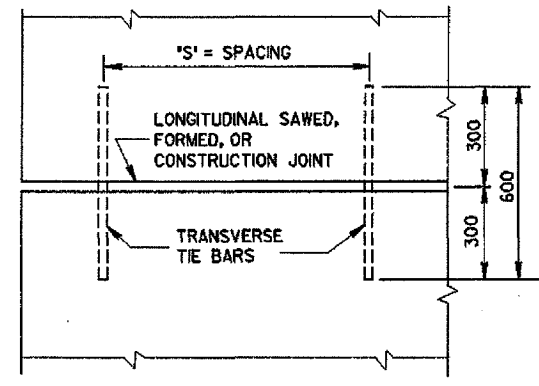 'S' = SPACING
LONGITUDINAL SAWED,
FORMED, OR
CONSTRUCTION JOINT
TRANSVERSE
TIE BARS
300
300
600